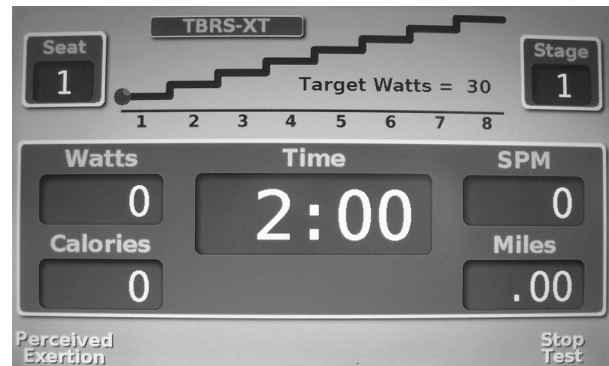 TBRS-XT
Seat
1
Stage
1
Target Watts = 30
1 2 3 4 5 6 7 8
Watts
0
Time
2:00
SPM
0
Calories
0
Miles
.00
Perceived
Exertion
Stop
Test